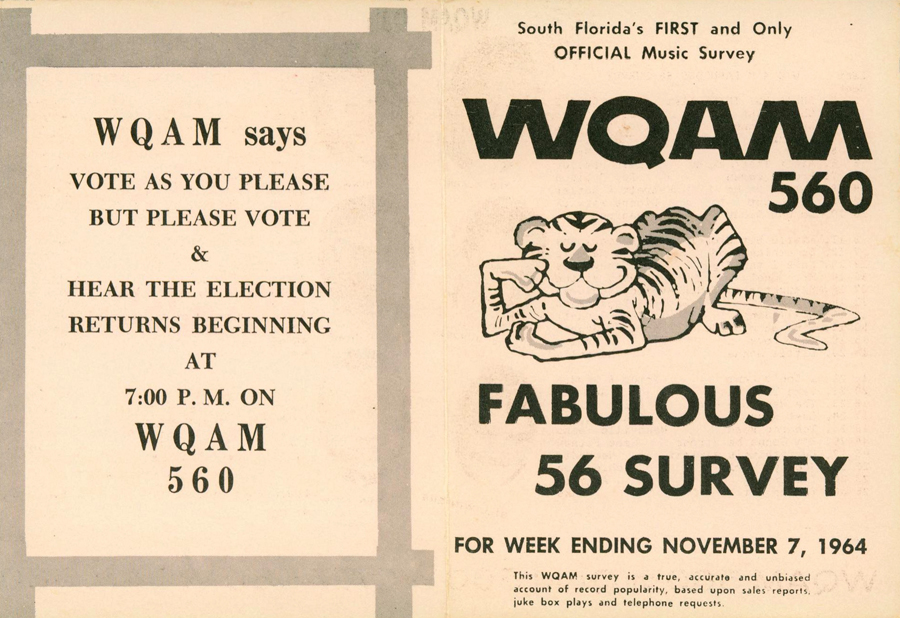 WQAM says
VOTE AS YOU PLEASE
BUT PLEASE VOTE
&
HEAR THE ELECTION
RETURNS BEGINNING
AT
7:00 P. M. ON
WQAM
560
South Florida's FIRST and Only
OFFICIAL Music Survey
WQAM
560
FABULOUS
56 SURVEY
FOR WEEK ENDING NOVEMBER 7, 1964
This WQAM survey is a true, accurate and unbiased
account of record popularity, based upon sales reports,
juke box plays and telephone requests.